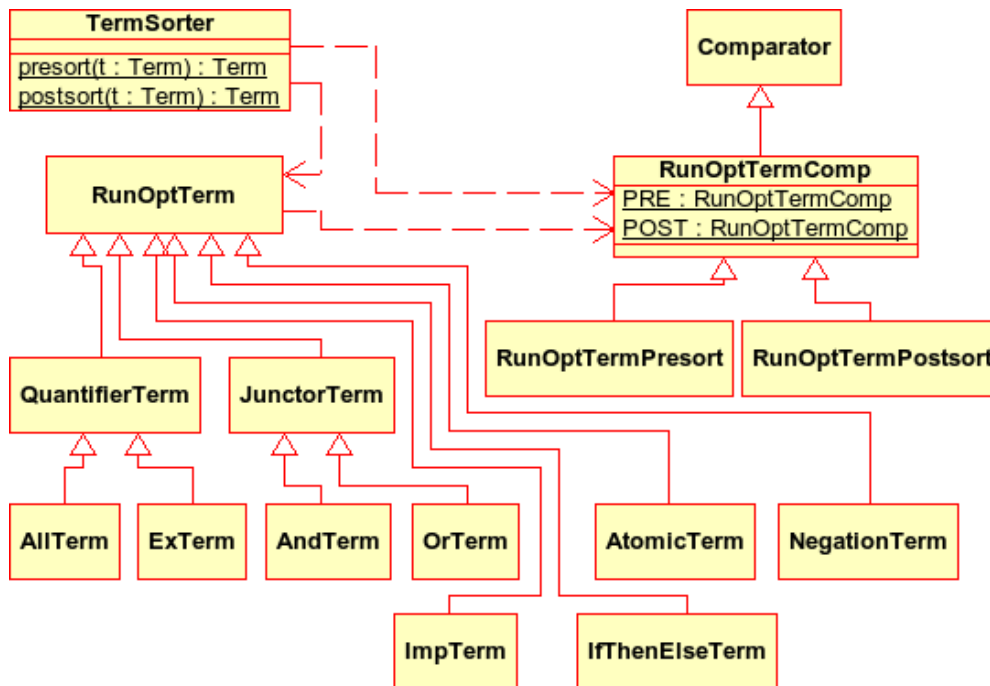 TermSorter
presort(t : Term) : Term
postsort(t : Term) : Term
Comparator
RunOptTerm
RunOptTermComp
PRE : RunOptTermComp
POST : RunOptTermComp
RunOptTermPresort
RunOptTermPostsort
QuantifierTerm
JunctorTerm
AllTerm
ExTerm
AndTerm
OrTerm
AtomicTerm
NegationTerm
ImpTerm
IfThenElseTerm